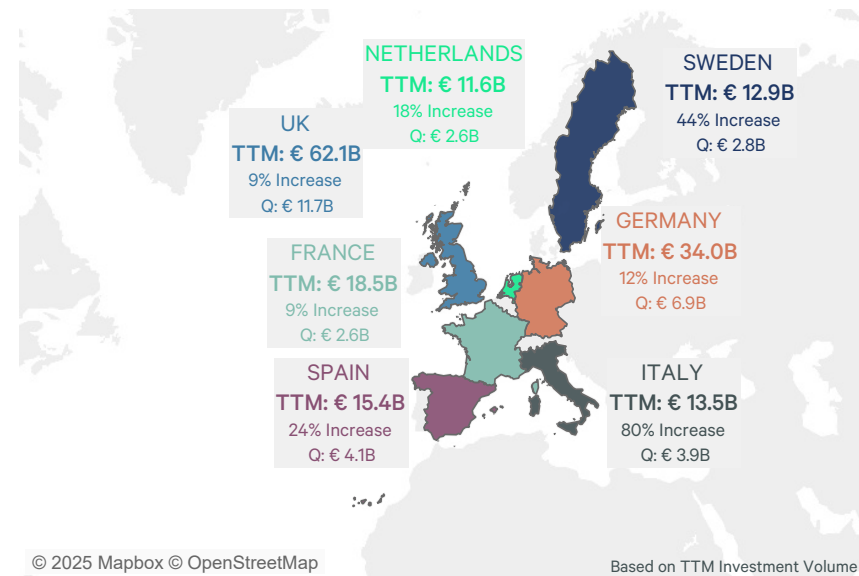 NETHERLANDS
TTM: € 11.6B
18% Increase
Q: € 2.6B
SWEDEN
TTM: € 12.9B
44% Increase
Q: € 2.8B
UK
TTM: € 62.1B
9% Increase
Q: € 11.7B
GERMANY
TTM: € 34.0B
12% Increase
Q: € 6.9B
FRANCE
TTM: € 18.5B
9% Increase
Q: € 2.6B
SPAIN
TTM: € 15.4B
24% Increase
Q: € 4.1B
ITALY
TTM: € 13.5B
80% Increase
Q: € 3.9B
© 2025 Mapbox © OpenStreetMap
Based on TTM Investment Volume